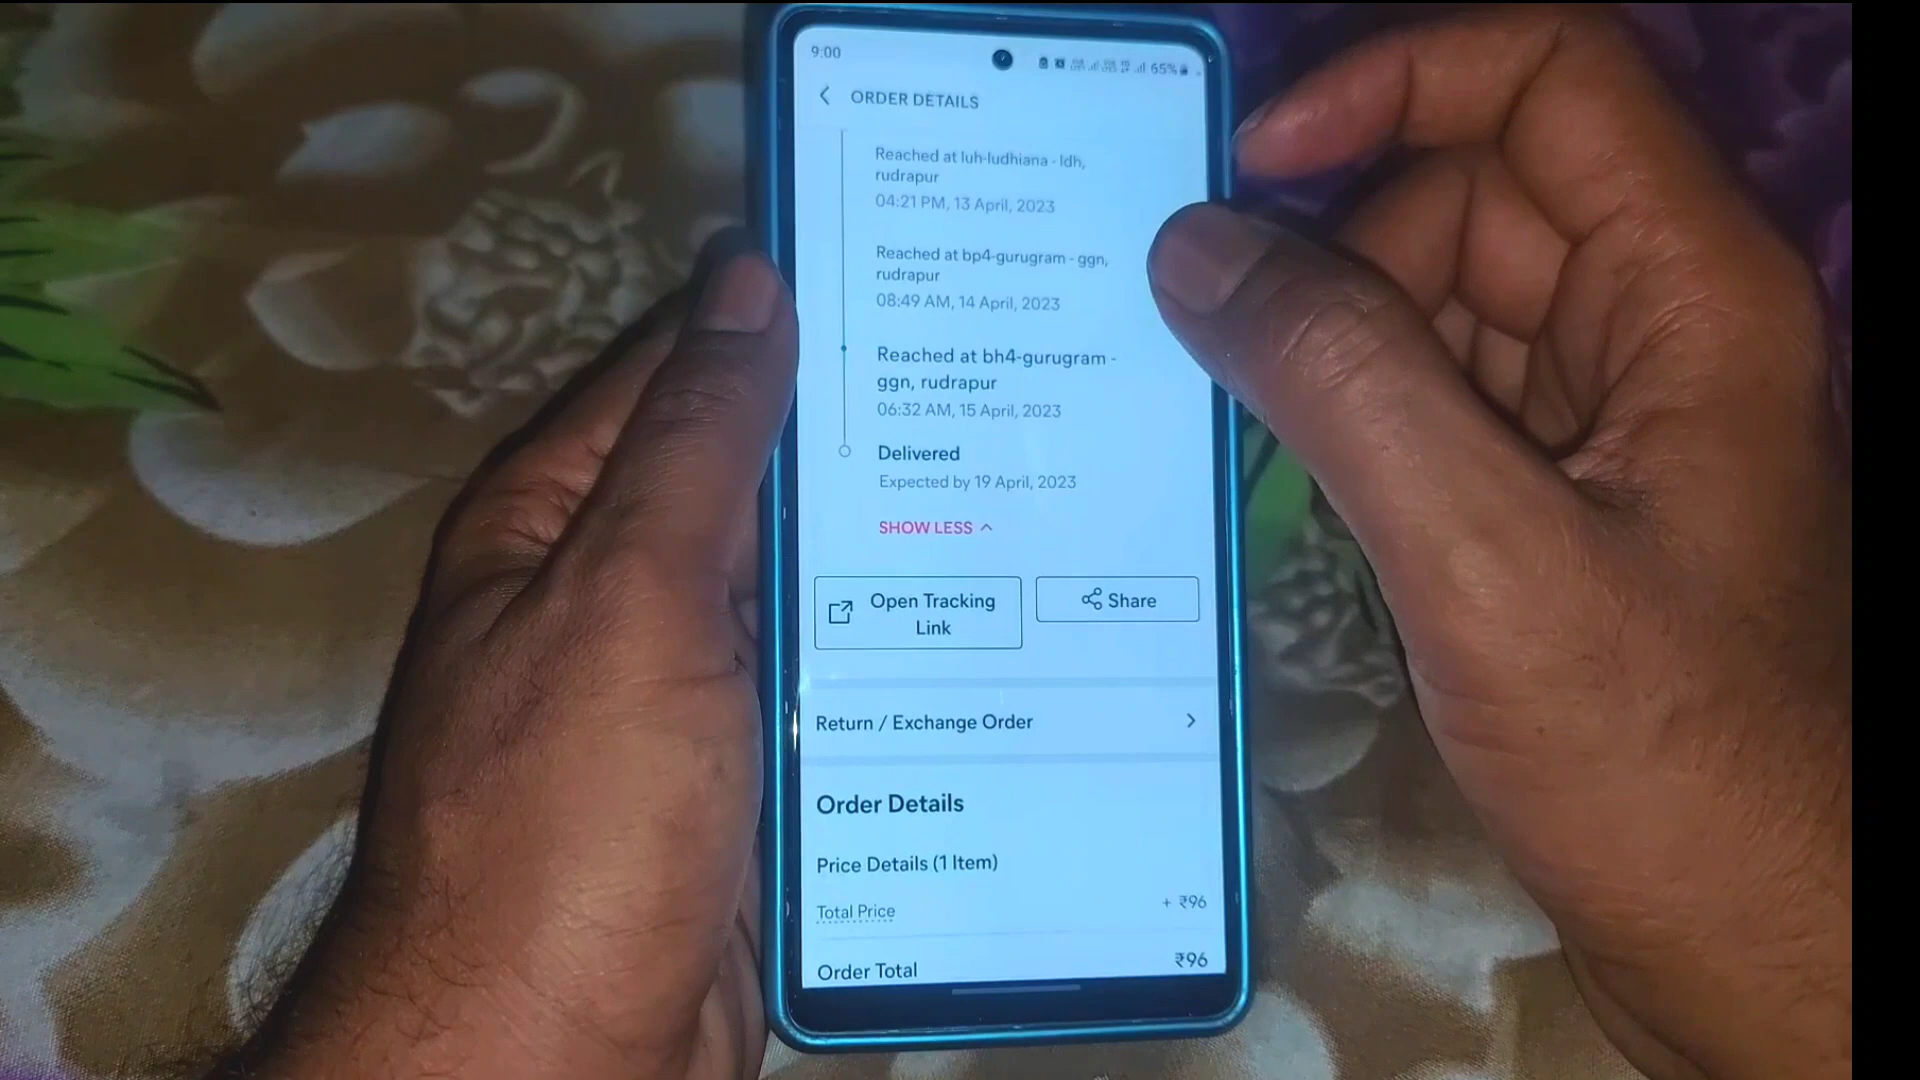 9:00
65%
ORDER DETAILS
Reached at luh-ludhiana - ldh,
rudrapur
04:21 PM, 13 April, 2023
Reached at bp4-gurugram - ggn,
rudrapur
08:49 AM, 14 April, 2023
Reached at bh4-gurugram -
ggn, rudrapur
06:32 AM, 15 April, 2023
Delivered
Expected by 19 April, 2023
SHOW LESS
Open Tracking
Link
Share
Return / Exchange Order
Order Details
Price Details (1 Item)
Total Price
+ ₹96
Order Total
₹96